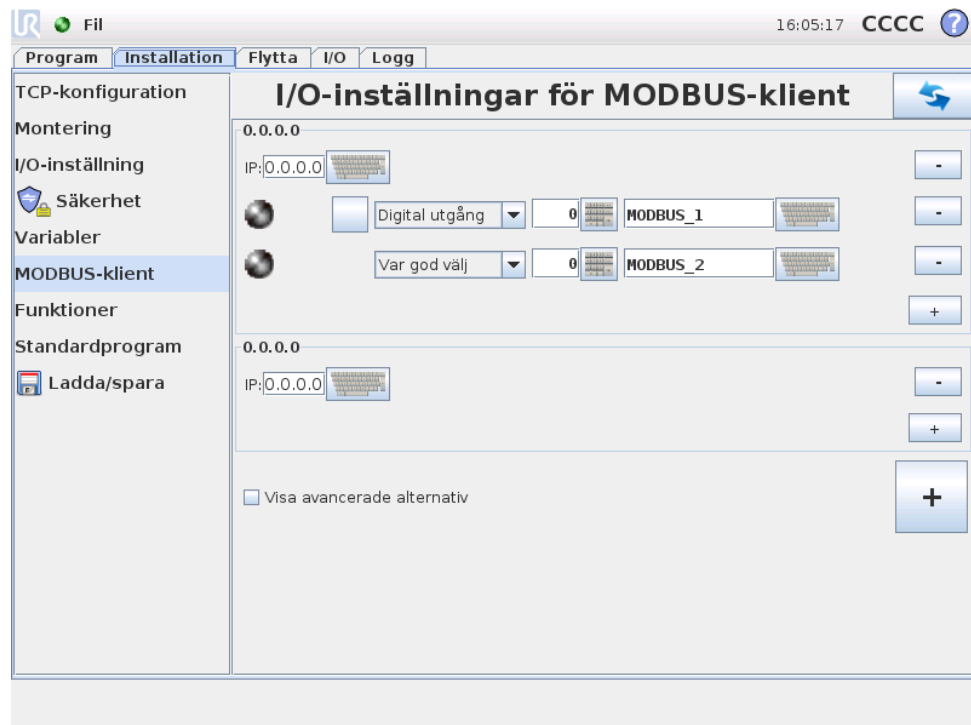 UR Fil 16:05:17 CCCC ?
Program Installation Flytta I/O Logg
TCP-konfiguration
Montering
I/O-inställning
Säkerhet
Variabler
MODBUS-klient
Funktioner
Standardprogram
Ladda/spara
I/O-inställningar för MODBUS-klient
0.0.0.0
IP: 0.0.0.0 -
Digital utgång 0 MODBUS_1 -
Var god välj 0 MODBUS_2 -
+
0.0.0.0
IP: 0.0.0.0 -
+
Visa avancerade alternativ +